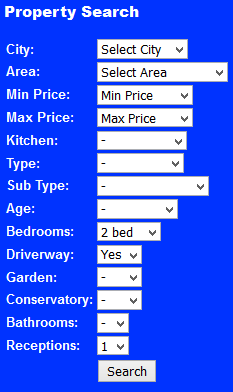 Property Search
City: Select City
Area: Select Area
Min Price: Min Price
Max Price: Max Price
Kitchen: -
Type: -
Sub Type: -
Age: -
Bedrooms: 2 bed
Driverway: Yes
Garden: -
Conservatory: -
Bathrooms: -
Receptions: 1
Search